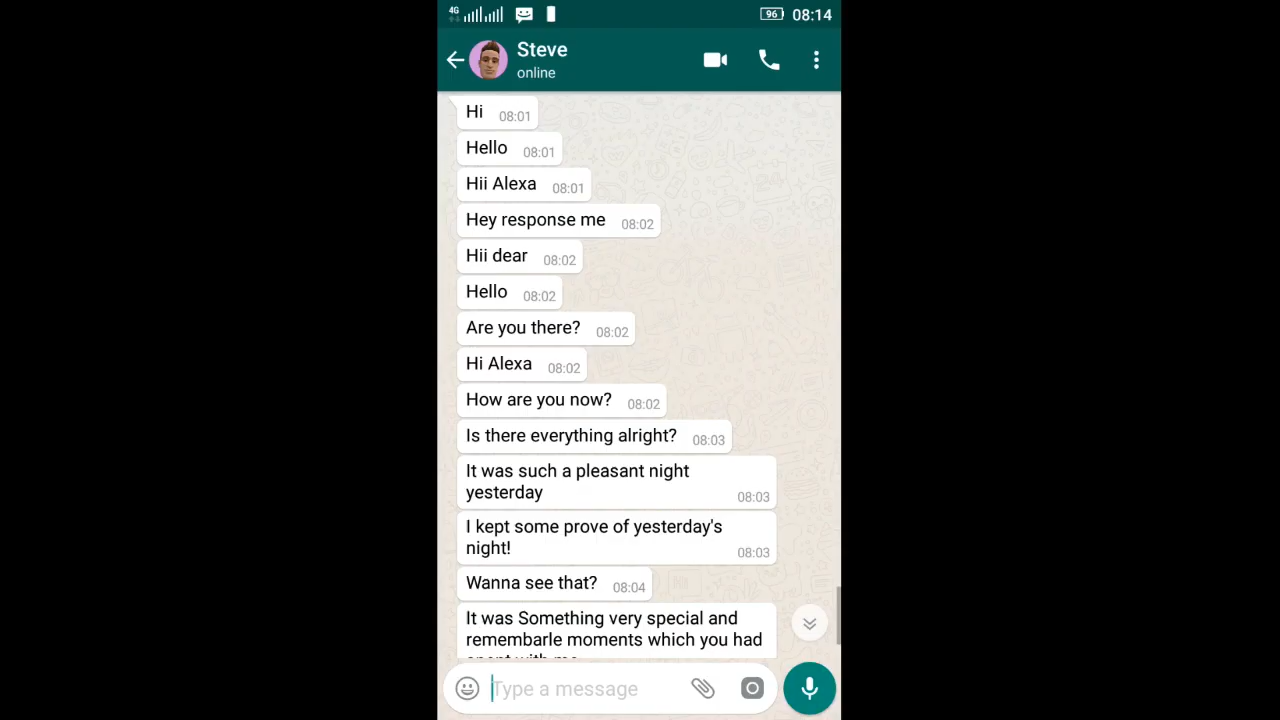 4G 96 08:14
Steve
online
Hi 08:01
Hello 08:01
Hii Alexa 08:01
Hey response me 08:02
Hii dear 08:02
Hello 08:02
Are you there? 08:02
Hi Alexa 08:02
How are you now? 08:02
Is there everything alright? 08:03
It was such a pleasant night
yesterday 08:03
I kept some prove of yesterday's
night! 08:03
Wanna see that? 08:04
It was Something very special and
remembarle moments which you had
Type a message